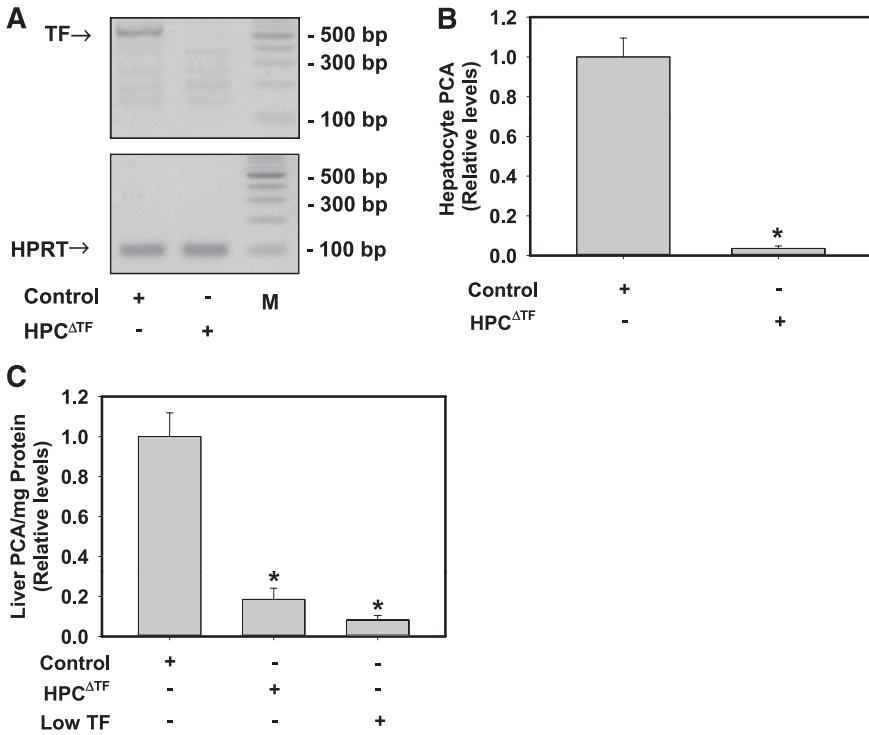 A
TF→
- 500 bp
- 300 bp
- 100 bp
- 500 bp
- 300 bp
HPRT→
- 100 bp
Control + - M
HPC^ΔTF - +
B
Hepatocyte PCA
(Relative levels)
1.2
1.0
0.8
0.6
0.4
0.2
0.0
*
Control + -
HPC^ΔTF - +
C
Liver PCA/mg Protein
(Relative levels)
1.2
1.0
0.8
0.6
0.4
0.2
0.0
* *
Control + - -
HPC^ΔTF - + -
Low TF - - +